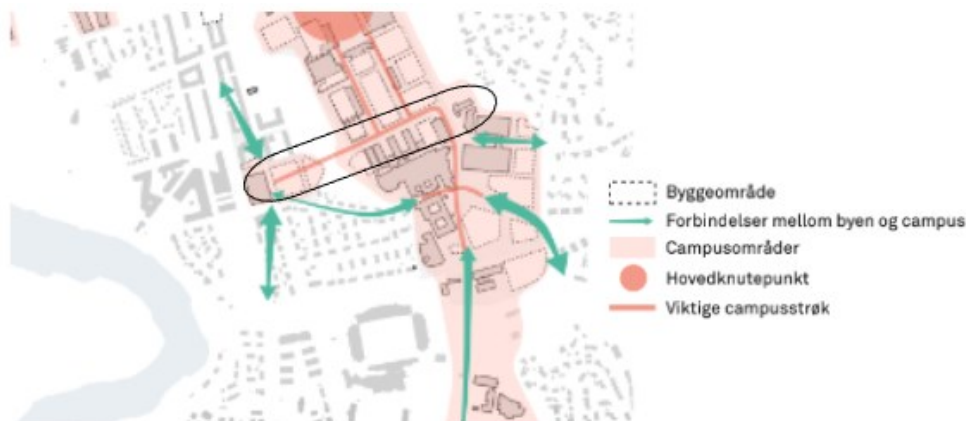 Byggeområde
Forbindelser mellom byen og campus
Campusområder
Hovedknutepunkt
Viktige campusstrøk